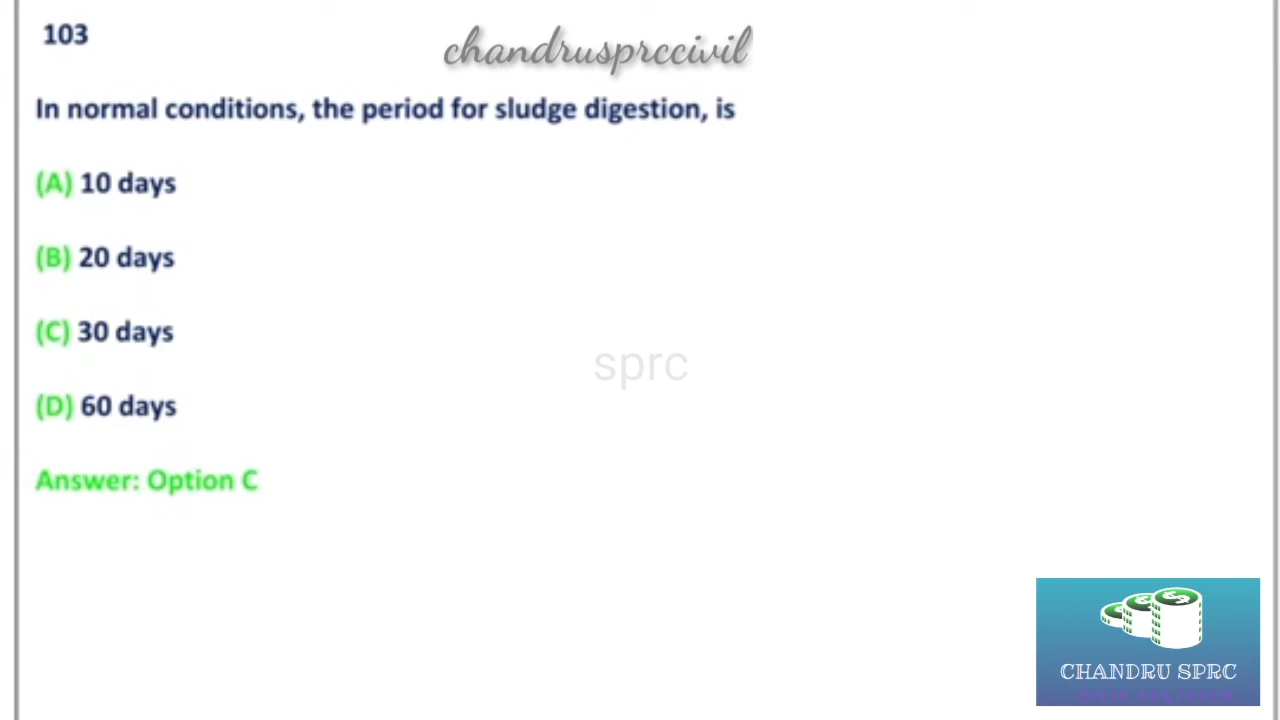 103
chandrusprccivil
In normal conditions, the period for sludge digestion, is
(A) 10 days
(B) 20 days
(C) 30 days
sprc
(D) 60 days
Answer: Option C
CHANDRU SPRC